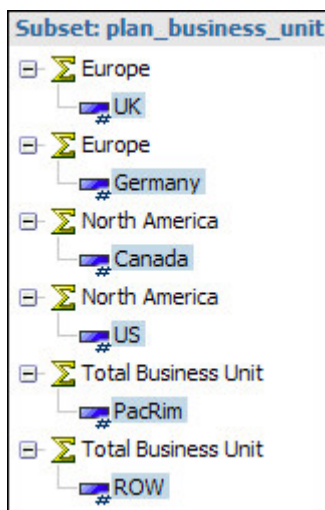 Subset: plan_business_unit
Europe
UK
Europe
Germany
North America
Canada
North America
US
Total Business Unit
PacRim
Total Business Unit
ROW